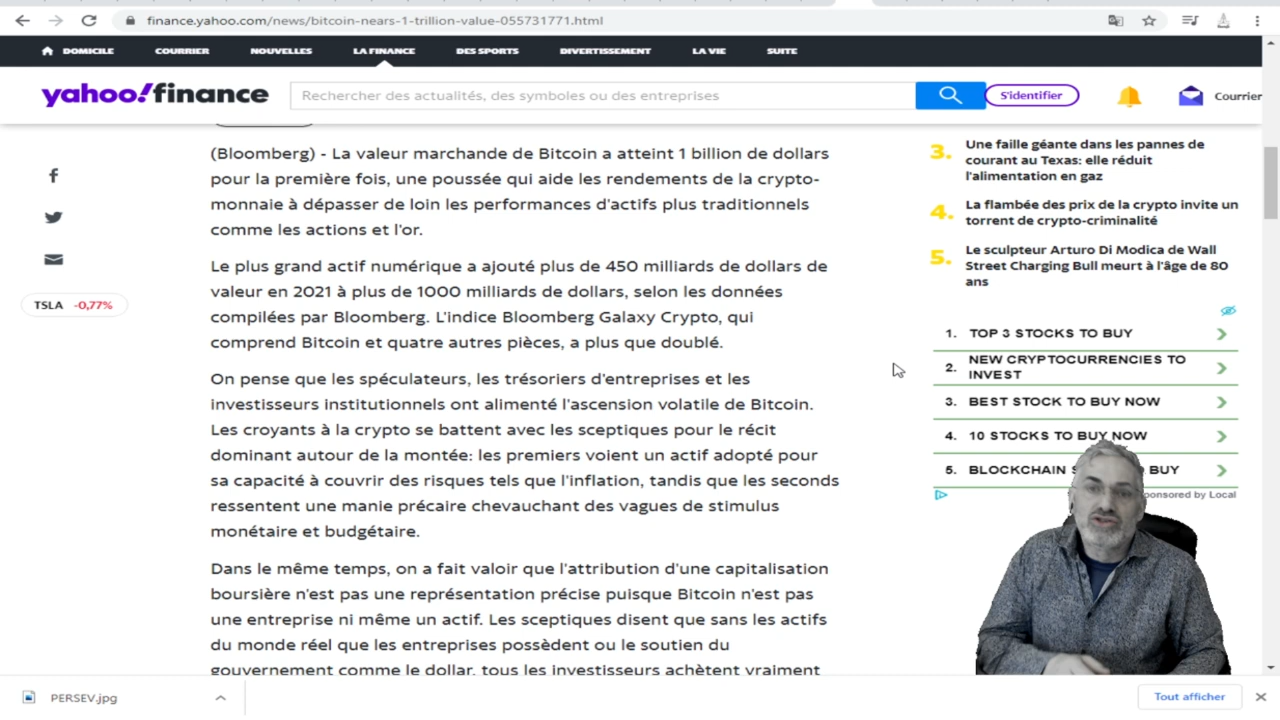 finance.yahoo.com/news/bitcoin-nears-1-trillion-value-055731771.html
DOMICILE COURRIER NOUVELLES LA FINANCE DES SPORTS DIVERTISSEMENT LA VIE SUITE
yahoo!finance
Rechercher des actualités, des symboles ou des entreprises
S'identifier
Courrier
(Bloomberg) - La valeur marchande de Bitcoin a atteint 1 billion de dollars
pour la première fois, une poussée qui aide les rendements de la crypto-
monnaie à dépasser de loin les performances d'actifs plus traditionnels
comme les actions et l'or.
Le plus grand actif numérique a ajouté plus de 450 milliards de dollars de
valeur en 2021 à plus de 1000 milliards de dollars, selon les données
compilées par Bloomberg. L'indice Bloomberg Galaxy Crypto, qui
comprend Bitcoin et quatre autres pièces, a plus que doublé.
On pense que les spéculateurs, les trésoriers d'entreprises et les
investisseurs institutionnels ont alimenté l'ascension volatile de Bitcoin.
Les croyants à la crypto se battent avec les sceptiques pour le récit
dominant autour de la montée: les premiers voient un actif adopté pour
sa capacité à couvrir des risques tels que l'inflation, tandis que les seconds
ressentent une manie précaire chevauchant des vagues de stimulus
monétaire et budgétaire.
Dans le même temps, on a fait valoir que l'attribution d'une capitalisation
boursière n'est pas une représentation précise puisque Bitcoin n'est pas
une entreprise ni même un actif. Les sceptiques disent que sans les actifs
du monde réel que les entreprises possèdent ou le soutien du
gouvernement comme le dollar, tous les investisseurs achètent vraiment
TSLA -0,77%
3. Une faille géante dans les pannes de
courant au Texas: elle réduit
l'alimentation en gaz
4. La flambée des prix de la crypto invite un
torrent de crypto-criminalité
5. Le sculpteur Arturo Di Modica de Wall
Street Charging Bull meurt à l'âge de 80
ans
1. TOP 3 STOCKS TO BUY
2. NEW CRYPTOCURRENCIES TO
INVEST
3. BEST STOCK TO BUY NOW
4. 10 STOCKS TO BUY NOW
5. BLOCKCHAIN S BUY
ponsored by Local
PERSEV.jpg
Tout afficher